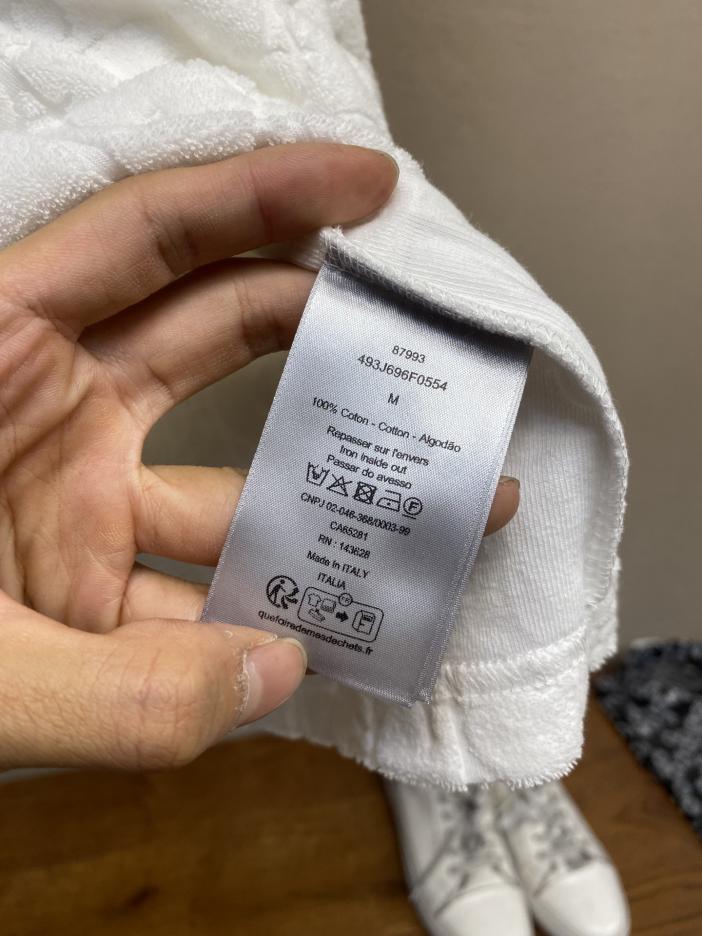 87993
493J696F0554
M
100% Coton - Cotton - Algodão
Repasser sur l'envers
Iron inside out
Passar do avesso
F
CNPJ 02-046-368/0003-99
CA65281
RN : 143628
Made in ITALY
ITALIA
quefairedemesdechets.fr